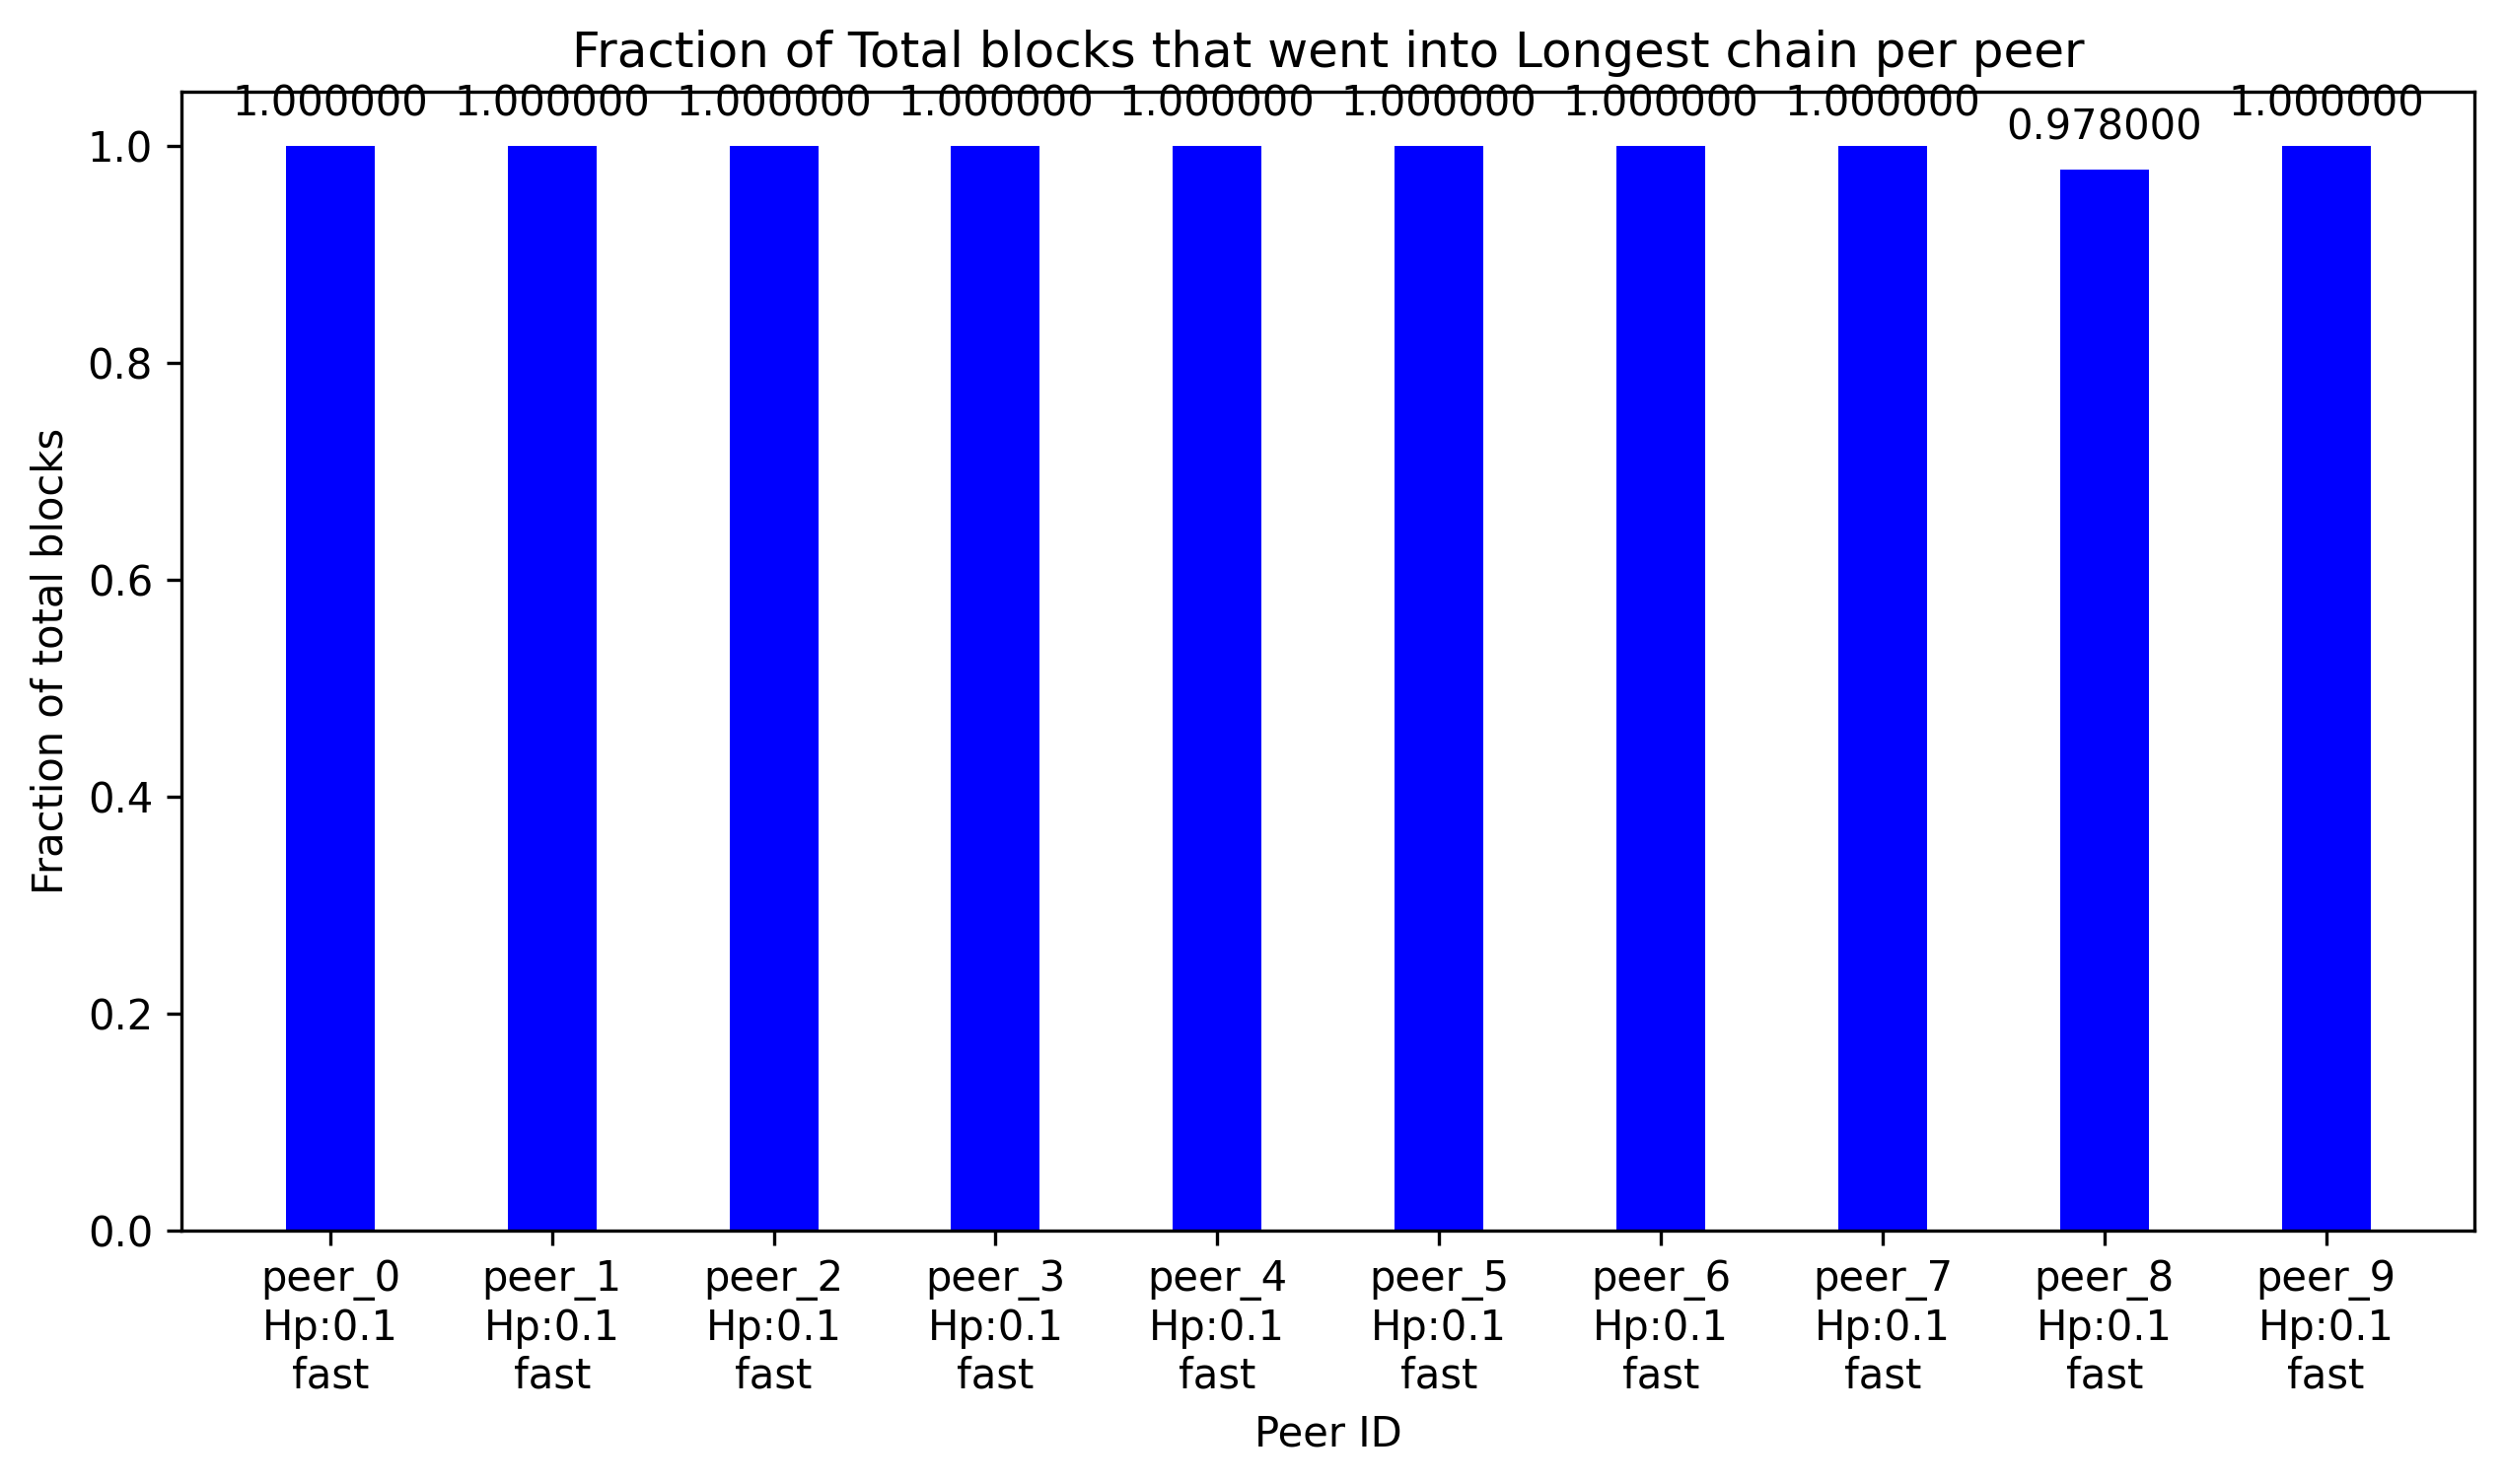 Fraction of Total blocks that went into Longest chain per peer
1.000000 1.000000 1.000000 1.000000 1.000000 1.000000 1.000000 1.000000 0.978000 1.000000
1.0
0.8
0.6
0.4
0.2
0.0
Fraction of total blocks
peer_0 peer_1 peer_2 peer_3 peer_4 peer_5 peer_6 peer_7 peer_8 peer_9
Hp:0.1 Hp:0.1 Hp:0.1 Hp:0.1 Hp:0.1 Hp:0.1 Hp:0.1 Hp:0.1 Hp:0.1 Hp:0.1
fast fast fast fast fast fast fast fast fast fast
Peer ID